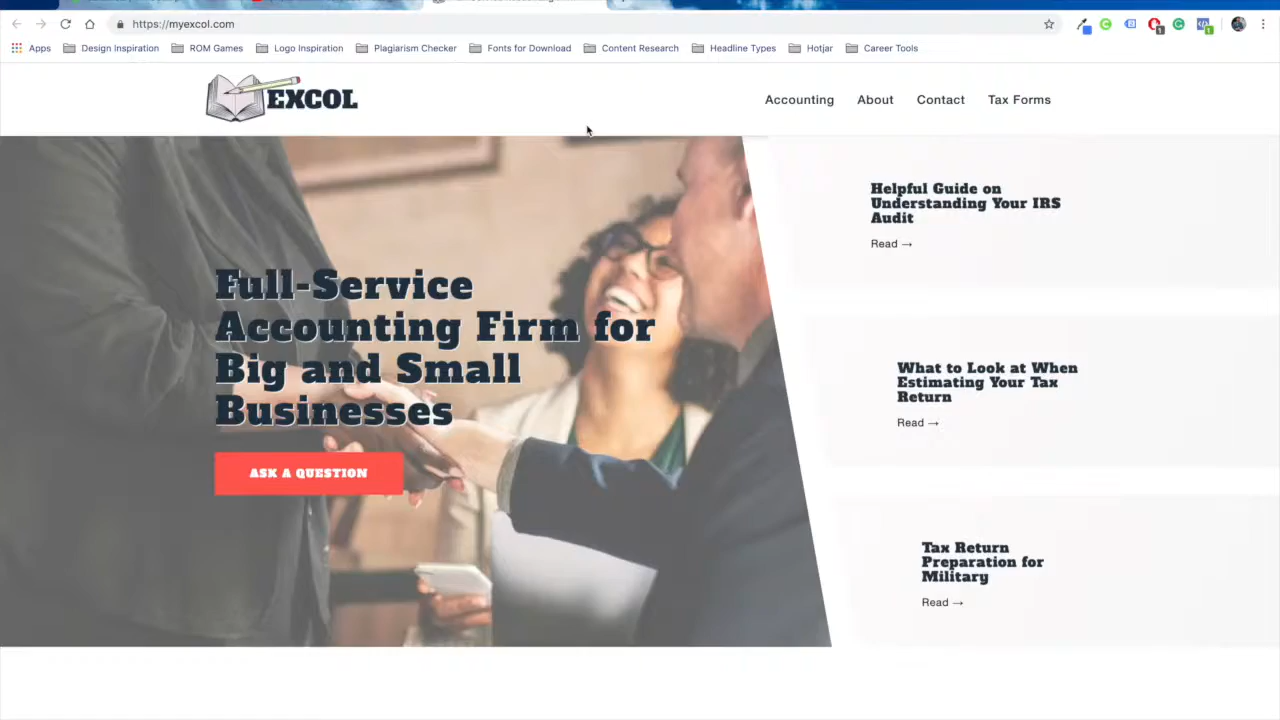 https://myexcol.com
Apps Design Inspiration ROM Games Logo Inspiration Plagiarism Checker Fonts for Download Content Research Headline Types Hotjar Career Tools
EXCOL
Accounting About Contact Tax Forms
Full-Service
Accounting Firm for
Big and Small
Businesses
ASK A QUESTION
Helpful Guide on
Understanding Your IRS
Audit
Read →
What to Look at When
Estimating Your Tax
Return
Read →
Tax Return
Preparation for
Military
Read →